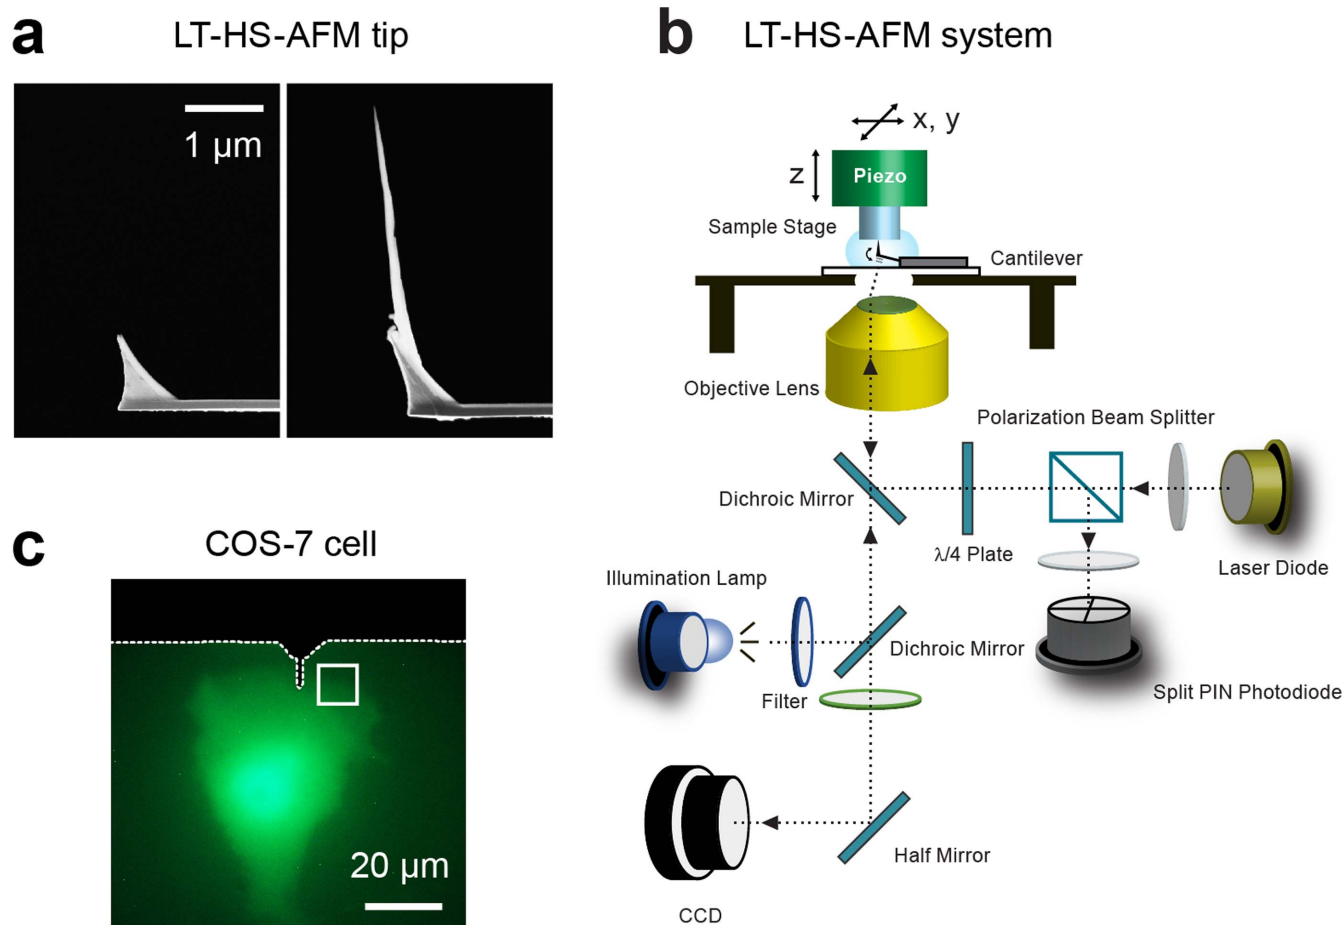 a LT-HS-AFM tip
1 µm
b LT-HS-AFM system
x, y
z
Piezo
Sample Stage
Cantilever
Objective Lens
Polarization Beam Splitter
Dichroic Mirror
λ/4 Plate
Laser Diode
Illumination Lamp
Dichroic Mirror
Split PIN Photodiode
Filter
Half Mirror
CCD
c COS-7 cell
20 µm